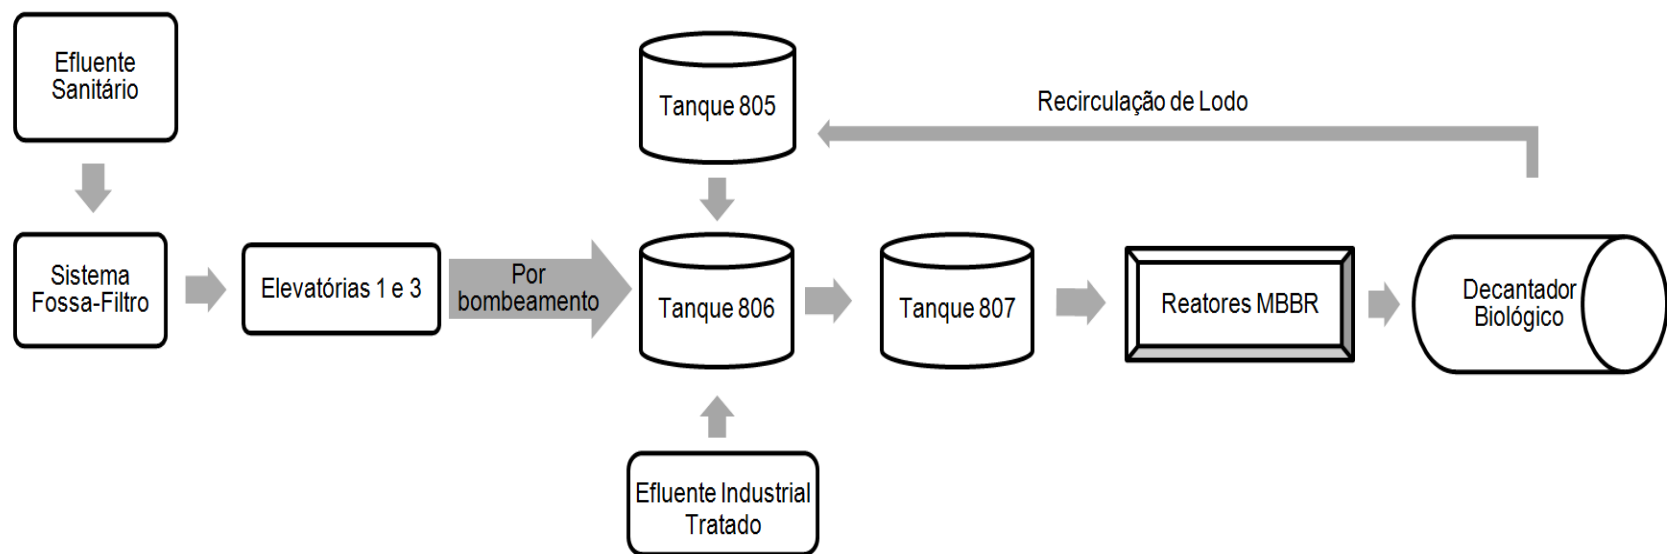 Efluente
Sanitário
Tanque 805
Recirculação de Lodo
Sistema
Fossa-Filtro
Elevatórias 1 e 3
Por
bombeamento
Tanque 806
Tanque 807
Reatores MBBR
Decantador
Biológico
Efluente Industrial
Tratado